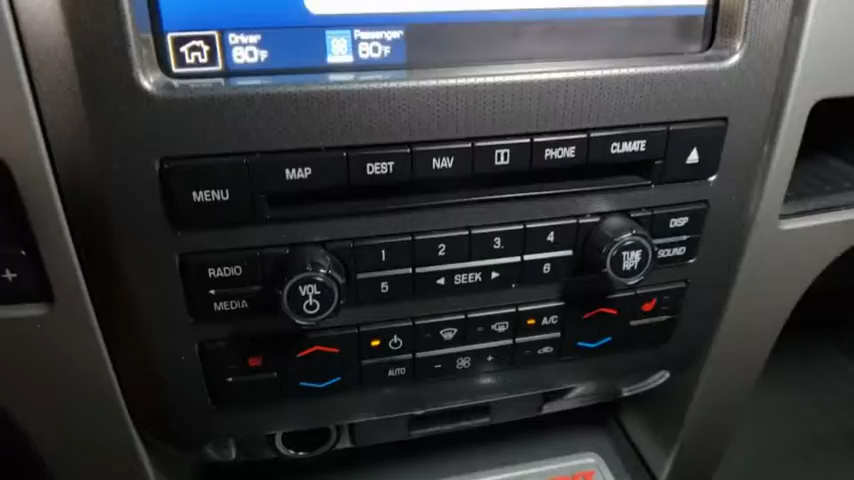 Driver
60°F
Passenger
60°F
MENU
MAP
DEST
NAV
PHONE
CLIMATE
RADIO
MEDIA
VOL
1
2
3
4
5
◄ SEEK ►
6
TUNE
RPT
DISP
SOUND
AUTO
- +
A/C